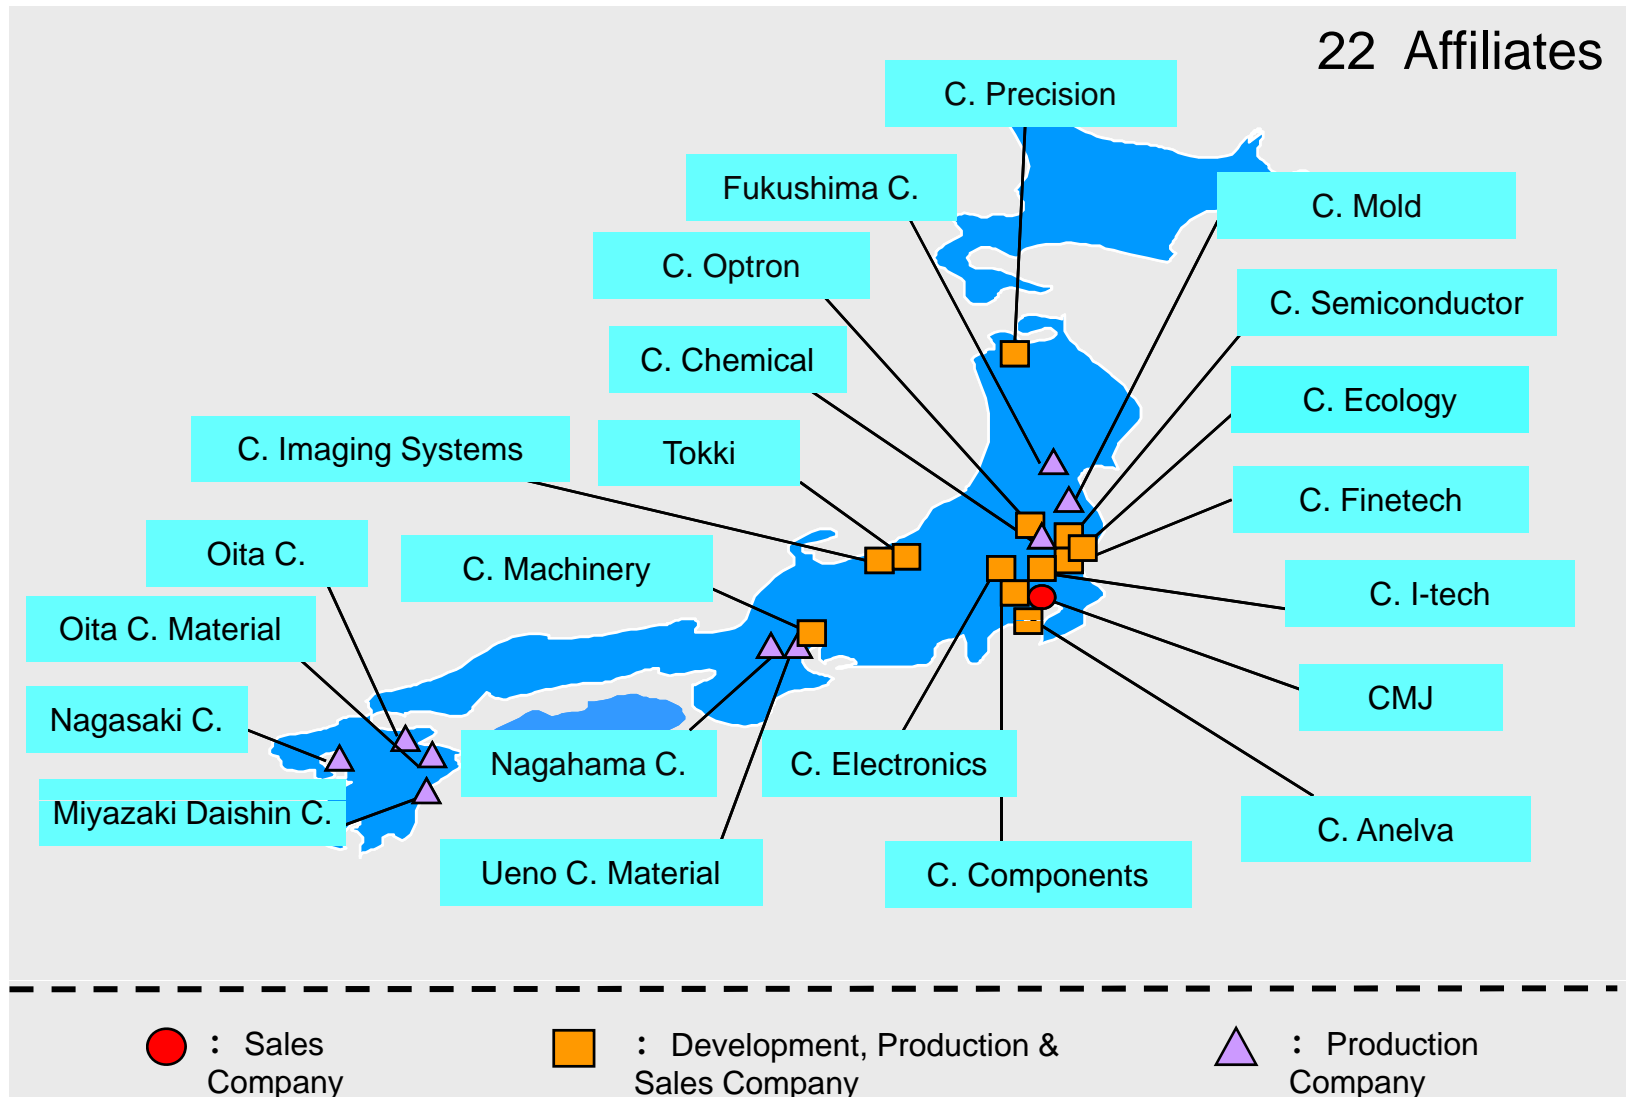 22 Affiliates
C. Precision
Fukushima C.
C. Mold
C. Optron
C. Semiconductor
C. Chemical
C. Ecology
C. Imaging Systems
Tokki
C. Finetech
Oita C.
C. Machinery
C. I-tech
Oita C. Material
CMJ
Nagasaki C.
Nagahama C.
C. Electronics
Miyazaki Daishin C.
C. Anelva
Ueno C. Material
C. Components
: Sales
Company
: Development, Production &
Sales Company
: Production
Company